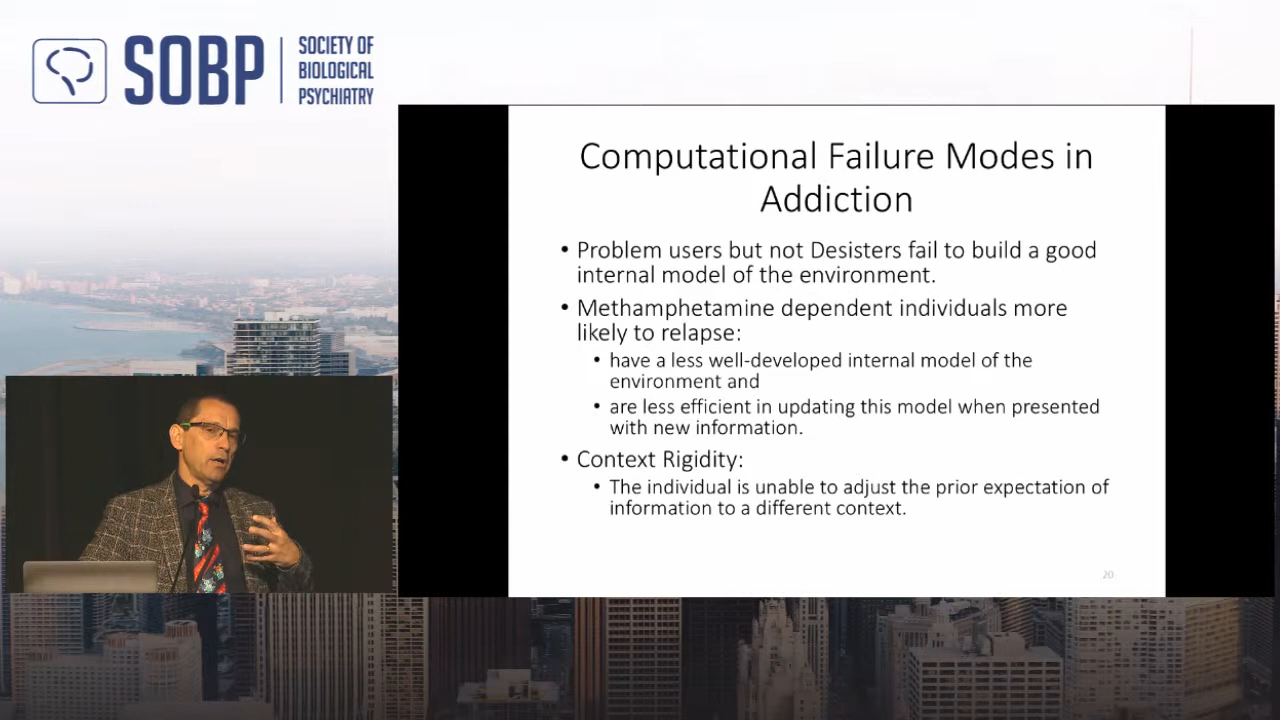 SOBP
SOCIETY OF
BIOLOGICAL
PSYCHIATRY
Computational Failure Modes in
Addiction
• Problem users but not Desisters fail to build a good
internal model of the environment.
• Methamphetamine dependent individuals more
likely to relapse:
• have a less well-developed internal model of the
environment and
• are less efficient in updating this model when presented
with new information.
• Context Rigidity:
• The individual is unable to adjust the prior expectation of
information to a different context.
20